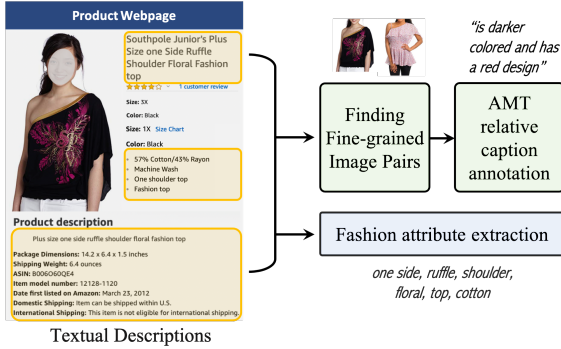 Product Webpage
Southpole Junior's Plus
Size one Side Ruffle
Shoulder Floral Fashion
top
1 customer review
Size: 3X
Color: Black
Size: 1X Size Chart
Color: Black
• 57% Cotton/43% Rayon
• Machine Wash
• One shoulder top
• Fashion top
Product description
Plus size one side ruffle shoulder floral fashion top
Package Dimensions: 14.2 x 6.4 x 1.5 inches
Shipping Weight: 6.4 ounces
ASIN: B006O60QE4
Item model number: 12128-1120
Date first listed on Amazon: March 23, 2012
Domestic Shipping: Item can be shipped within U.S.
International Shipping: This item is not eligible for international shipping.
Textual Descriptions
Finding
Fine-grained
Image Pairs
"is darker
colored and has
a red design"
AMT
relative
caption
annotation
Fashion attribute extraction
one side, ruffle, shoulder,
floral, top, cotton